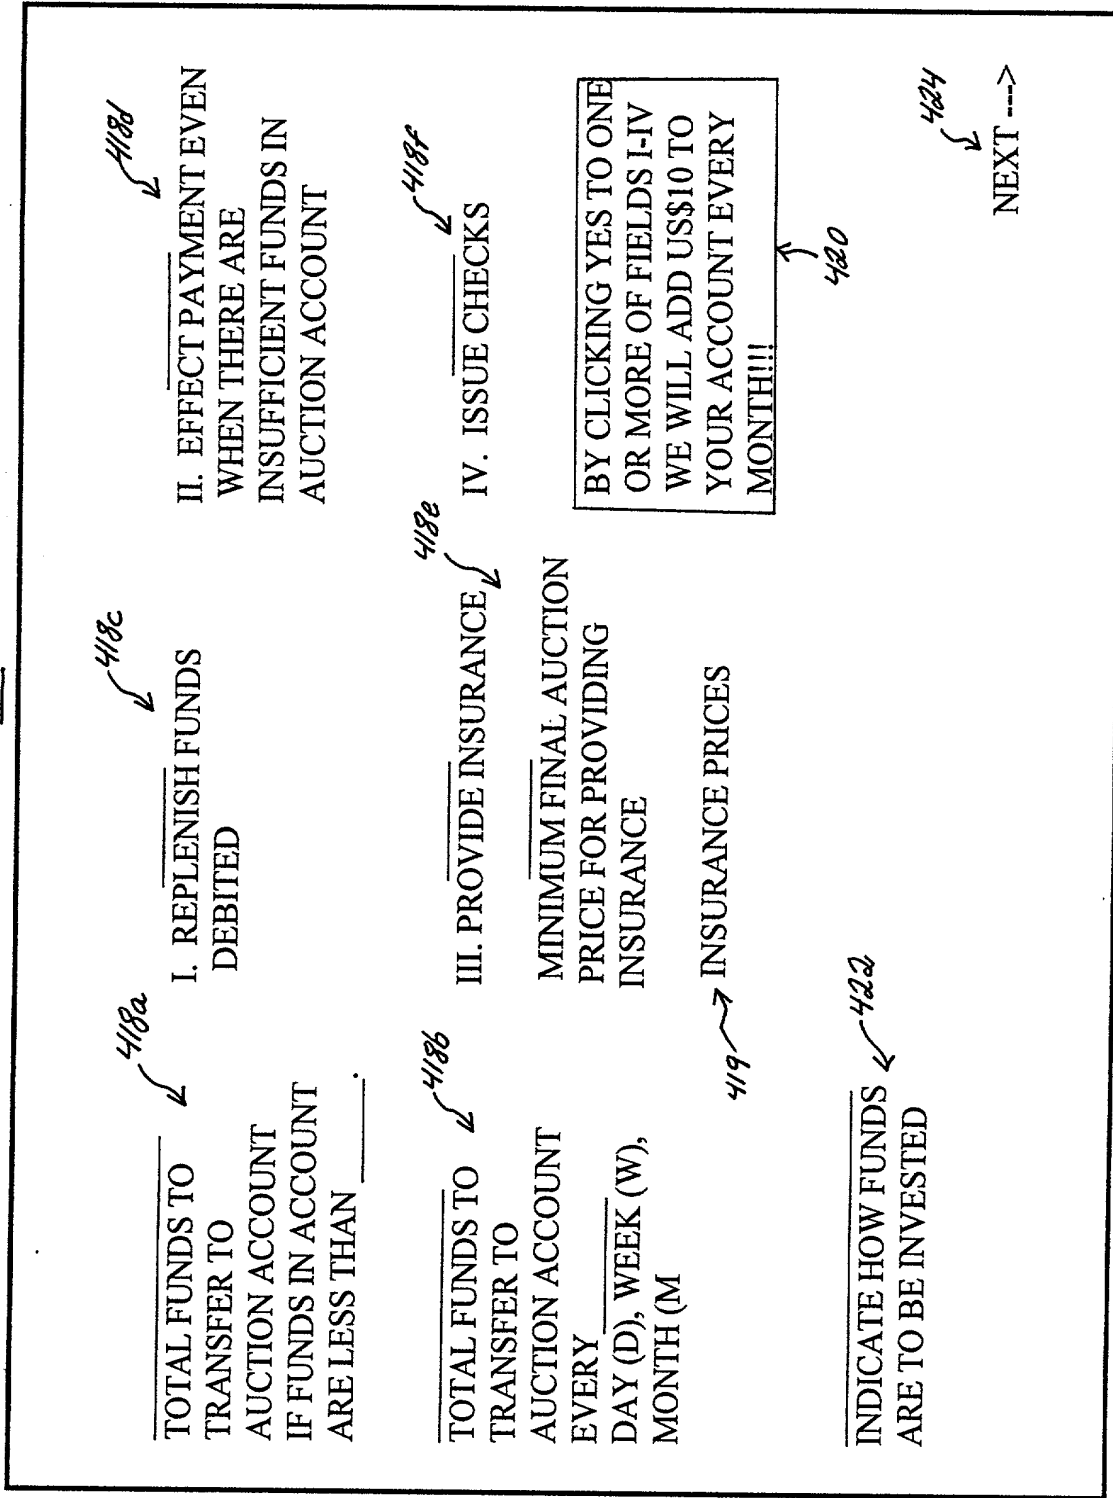 418a
TOTAL FUNDS TO
TRANSFER TO
AUCTION ACCOUNT
IF FUNDS IN ACCOUNT
ARE LESS THAN ______.
418b
TOTAL FUNDS TO
TRANSFER TO
AUCTION ACCOUNT
EVERY ______
DAY (D), WEEK (W),
MONTH (M
INDICATE HOW FUNDS
ARE TO BE INVESTED
422
418c
I. REPLENISH FUNDS
DEBITED
418e
III. PROVIDE INSURANCE
MINIMUM FINAL AUCTION
PRICE FOR PROVIDING
INSURANCE
419
INSURANCE PRICES
418d
II. EFFECT PAYMENT EVEN
WHEN THERE ARE
INSUFFICIENT FUNDS IN
AUCTION ACCOUNT
418f
IV. ISSUE CHECKS
BY CLICKING YES TO ONE
OR MORE OF FIELDS I-IV
WE WILL ADD US$10 TO
YOUR ACCOUNT EVERY
MONTH!!!
420
424
NEXT --->